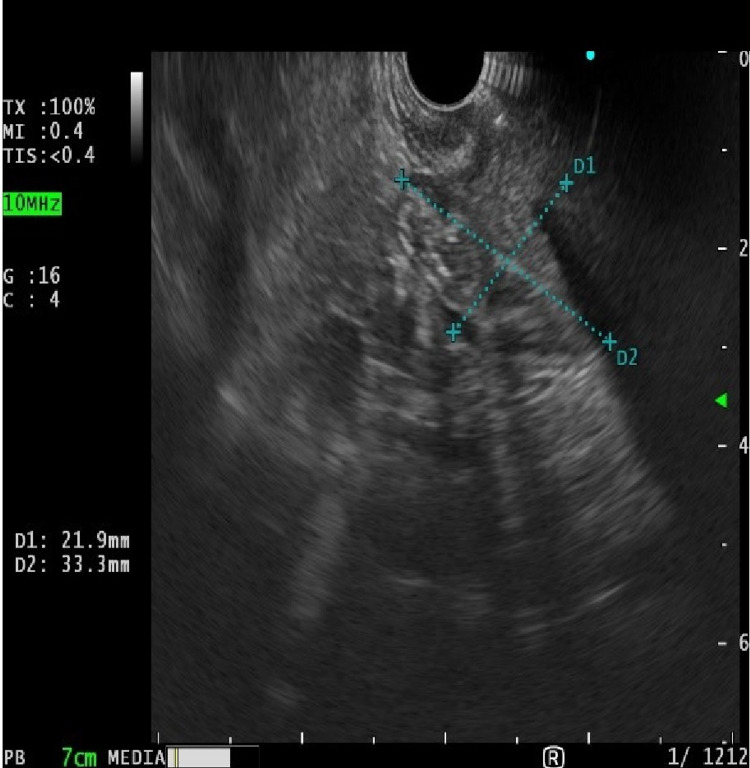 TX :100%
MI :0.4
TIS:<0.4
10MHz
G :16
C : 4
D1
D2
0
2
4
6
D1: 21.9mm
D2: 33.3mm
PB 7cm MEDIA R 1/ 1212